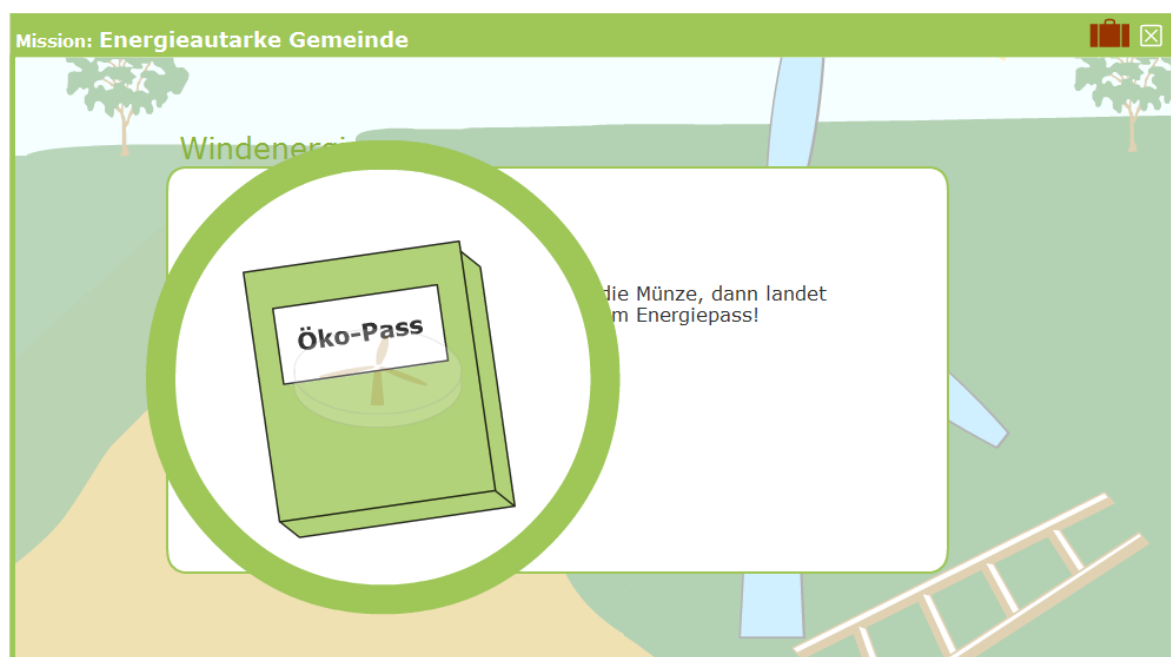 Mission: Energieautarke Gemeinde
Windenergi
die Münze, dann landet
m Energiepass!
Öko-Pass